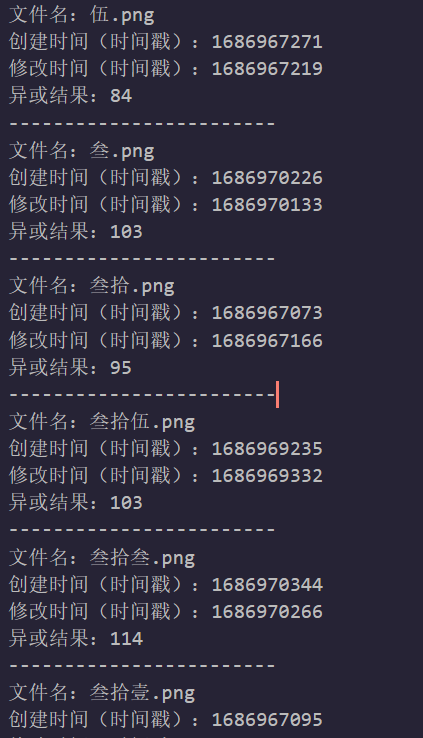 文件名：伍.png
创建时间（时间戳）：1686967271
修改时间（时间戳）：1686967219
异或结果：84
------------------------
文件名：叁.png
创建时间（时间戳）：1686970226
修改时间（时间戳）：1686970133
异或结果：103
------------------------
文件名：叁拾.png
创建时间（时间戳）：1686967073
修改时间（时间戳）：1686967166
异或结果：95
------------------------
文件名：叁拾伍.png
创建时间（时间戳）：1686969235
修改时间（时间戳）：1686969332
异或结果：103
------------------------
文件名：叁拾叁.png
创建时间（时间戳）：1686970344
修改时间（时间戳）：1686970266
异或结果：114
------------------------
文件名：叁拾壹.png
创建时间（时间戳）：1686967095